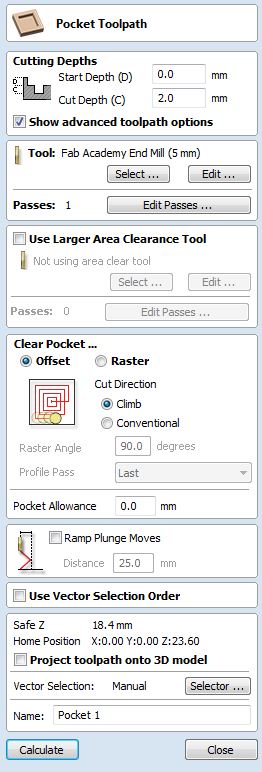 Pocket Toolpath
Cutting Depths
Start Depth (D) 0.0 mm
Cut Depth (C) 2.0 mm
Show advanced toolpath options
Tool: Fab Academy End Mill (5 mm)
Select ... Edit ...
Passes: 1 Edit Passes ...
Use Larger Area Clearance Tool
Not using area clear tool
Select ... Edit ...
Passes: 0 Edit Passes ...
Clear Pocket ...
Offset Raster
Cut Direction
Climb
Conventional
Raster Angle 90.0 degrees
Profile Pass Last
Pocket Allowance 0.0 mm
Ramp Plunge Moves
Distance 25.0 mm
Use Vector Selection Order
Safe Z 18.4 mm
Home Position X:0.00 Y:0.00 Z:23.60
Project toolpath onto 3D model
Vector Selection: Manual Selector ...
Name: Pocket 1
Calculate Close